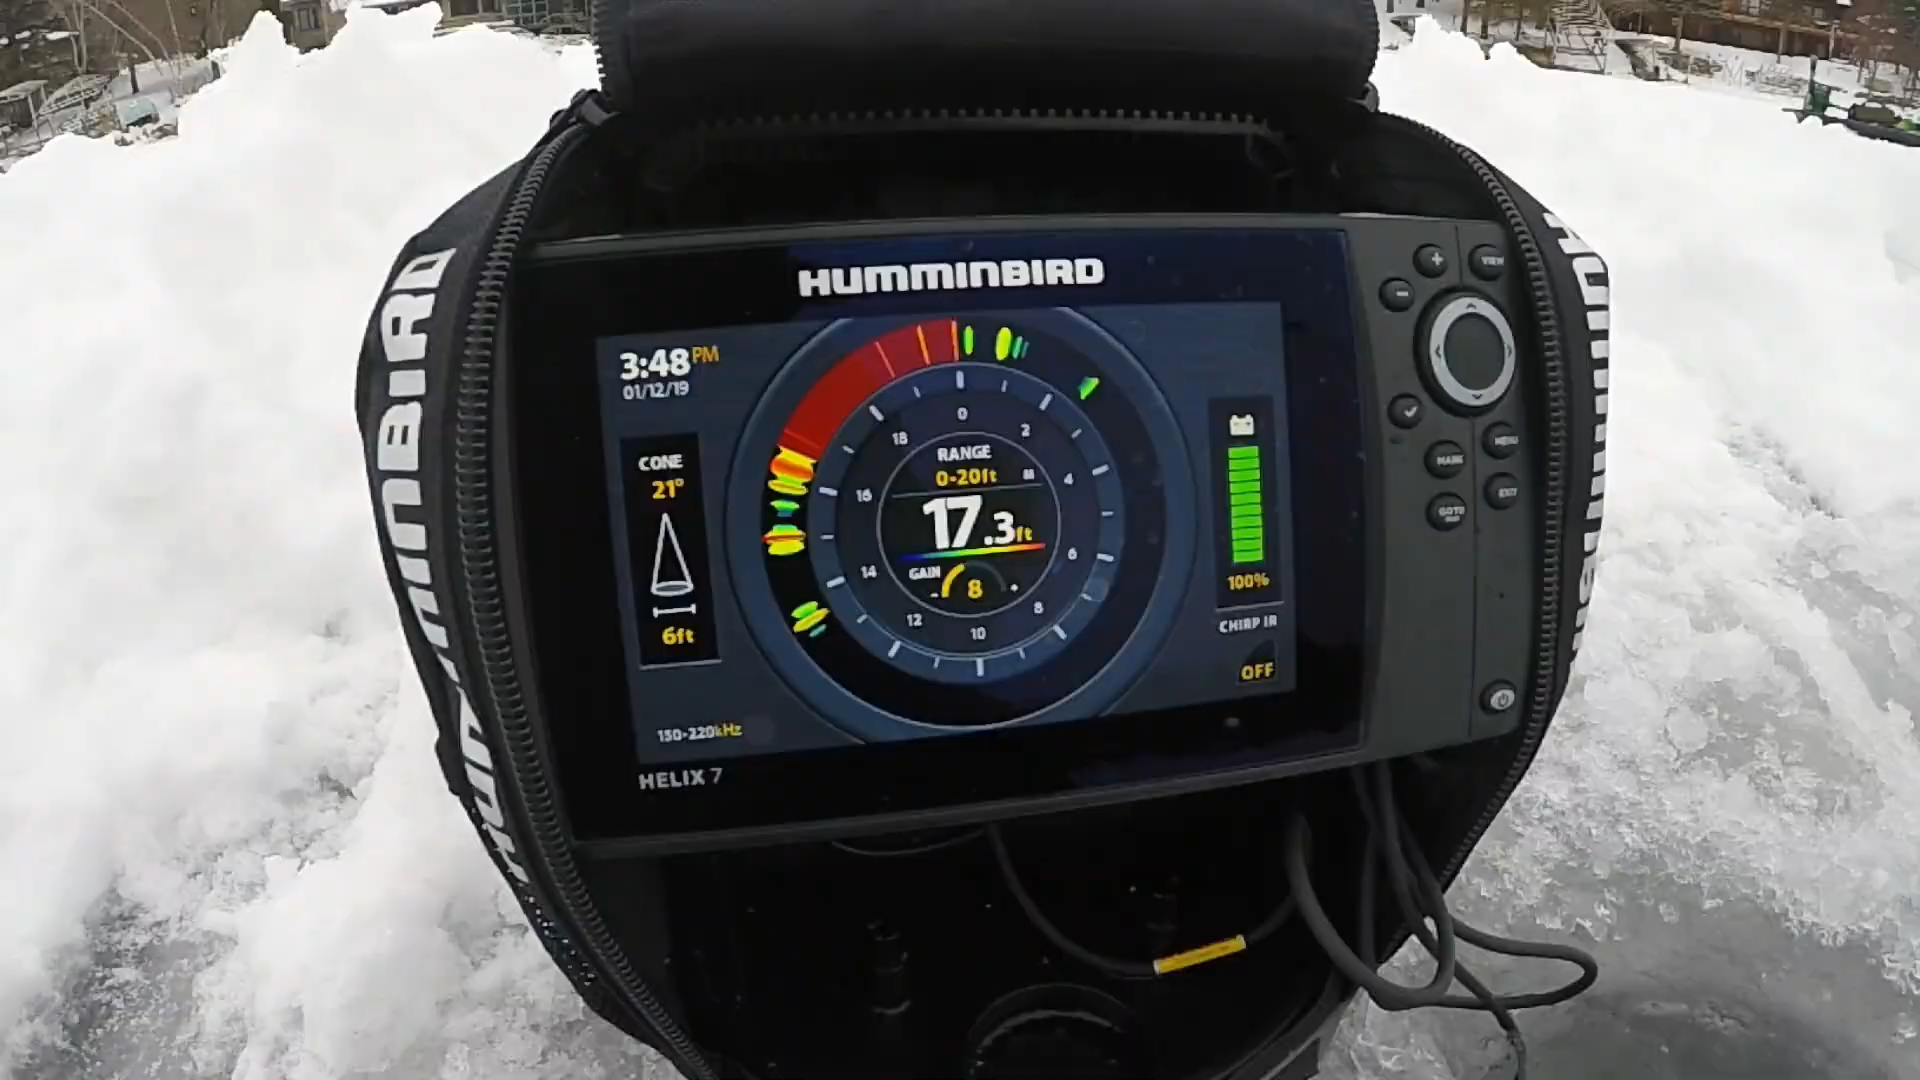 HUMMINBIRD
HUMMINBIRD
HUMMINBIRD
3:48 PM
01/12/19
CONE
21°
6ft
150-220kHz
HELIX 7
0
2
4
6
8
10
12
14
16
18
RANGE
0-20ft
M
17.3ft
GAIN
- 8 +
100%
CHIRP IR
OFF
+
VIEW
-
MENU
MARK
EXIT
GOTO